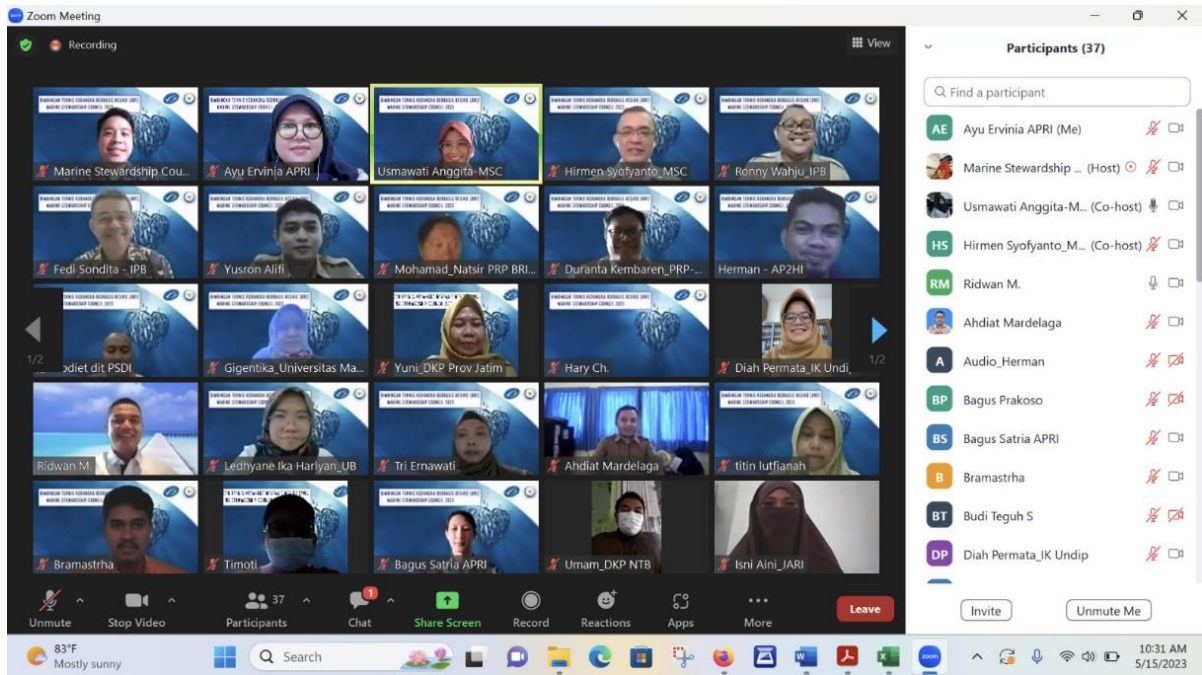 Zoom Meeting
Recording
View
Marine Stewardship Cou...
Ayu Ervinia APRI
Usmawati Anggita-MSC
Hirmen Syofyanto_MSC
Ronny Wahju_IPB
Fedi Sondita - IPB
Yusron Alifi
Mohamad_Natsir PRP BRI...
Duranta Kembaren_PRP-...
Herman - AP2HI
1/2
odiet dit PSDI
Gigentika_Universitas Ma...
Yuni_DKP Prov Jatim
Hary Ch.
Diah Permata_IK Undi
1/2
Ridwan M.
Ledhyane Ika Harlyan_UB
Tri Ernawati
Ahdiat Mardelaga
titin lutfianah
Bramastrha
Timoti
Bagus Satria APRI
Umam_DKP NTB
Isni Aini_JARI
Unmute
Stop Video
37
Participants
1
Chat
Share Screen
Record
Reactions
Apps
More
Leave
Participants (37)
Find a participant
AE Ayu Ervinia APRI (Me)
Marine Stewardship ... (Host)
Usmawati Anggita-M... (Co-host)
HS Hirmen Syofyanto_M... (Co-host)
RM Ridwan M.
Ahdiat Mardelaga
A Audio_Herman
BP Bagus Prakoso
BS Bagus Satria APRI
B Bramastrha
BT Budi Teguh S
DP Diah Permata_IK Undip
Invite
Unmute Me
83°F
Mostly sunny
Search
zoom
10:31 AM
5/15/2023